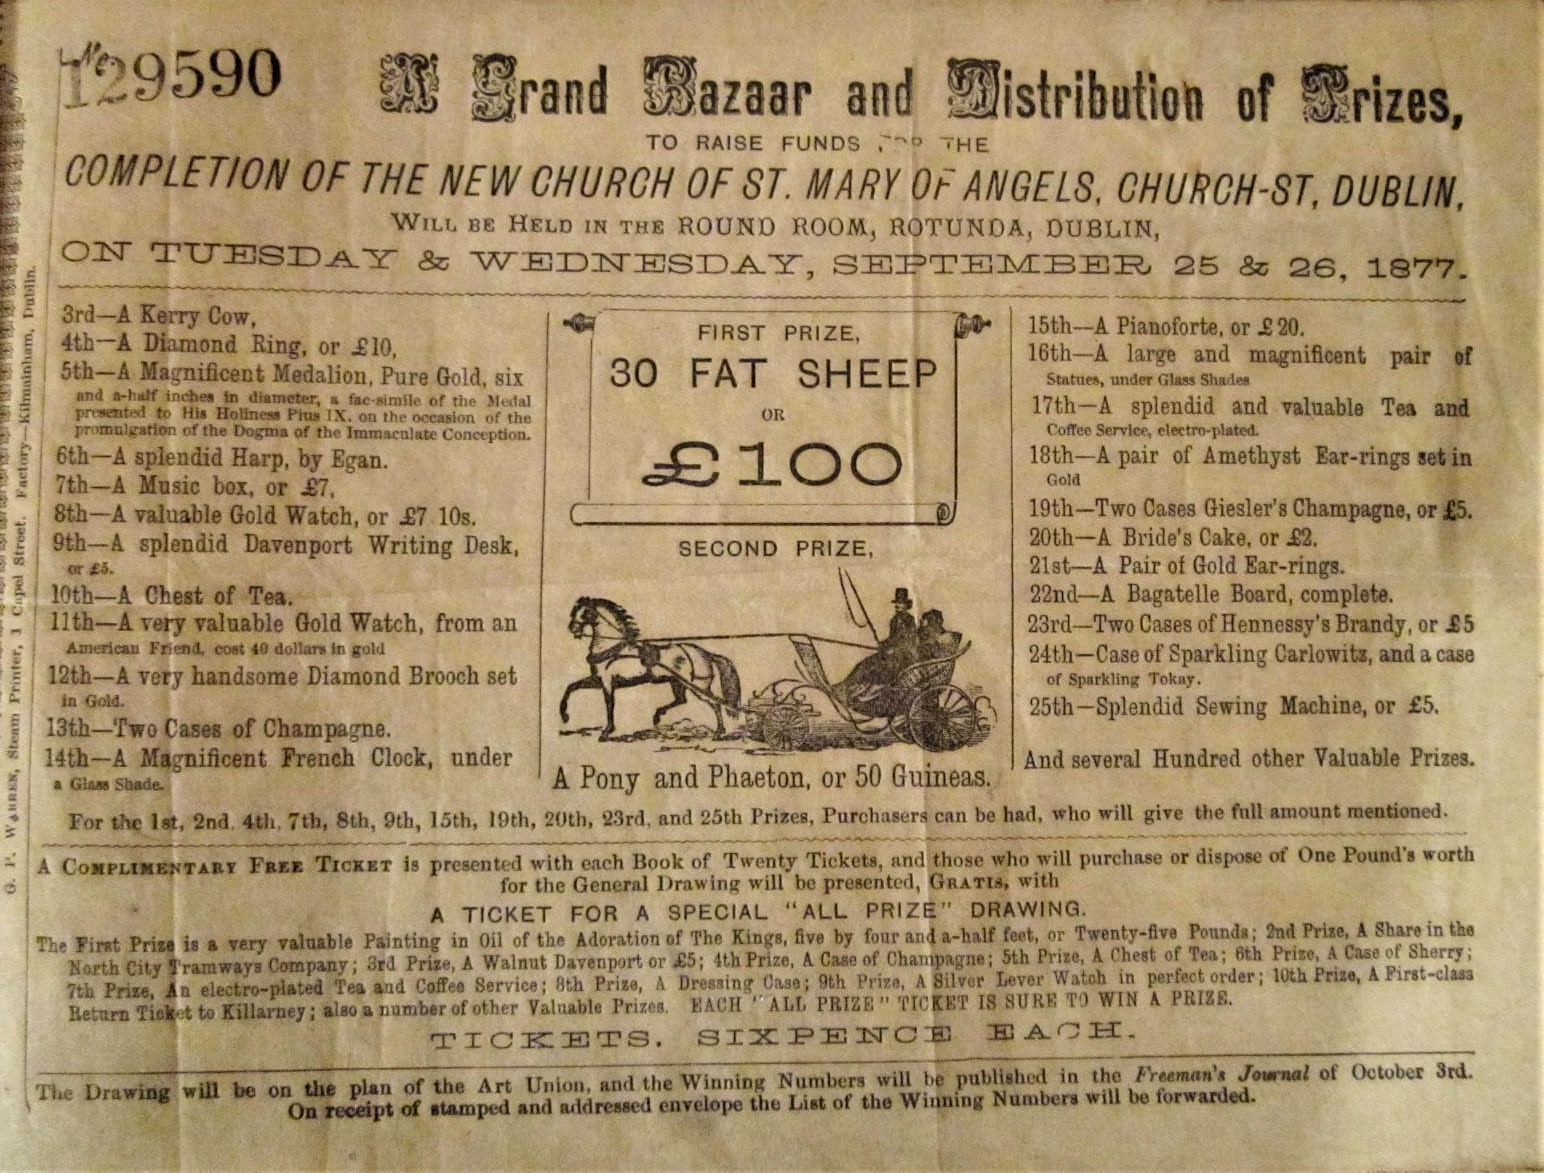 No
129590
A Grand Bazaar and Distribution of Prizes,
TO RAISE FUNDS FOR THE
COMPLETION OF THE NEW CHURCH OF ST. MARY OF ANGELS, CHURCH-ST, DUBLIN,
WILL BE HELD IN THE ROUND ROOM, ROTUNDA, DUBLIN,
ON TUESDAY & WEDNESDAY, SEPTEMBER 25 & 26, 1877.
3rd—A Kerry Cow,
4th—A Diamond Ring, or £10,
5th—A Magnificent Medalion, Pure Gold, six
and a-half inches in diameter, a fac-simile of the Medal
presented to His Holiness Pius IX. on the occasion of the
promulgation of the Dogma of the Immaculate Conception.
6th—A splendid Harp, by Egan.
7th—A Music box, or £7,
8th—A valuable Gold Watch, or £7 10s.
9th—A splendid Davenport Writing Desk,
or £5.
10th—A Chest of Tea.
11th—A very valuable Gold Watch, from an
American Friend, cost 40 dollars in gold
12th—A very handsome Diamond Brooch set
in Gold.
13th—Two Cases of Champagne.
14th—A Magnificent French Clock, under
a Glass Shade.
FIRST PRIZE,
30 FAT SHEEP
OR
£100
SECOND PRIZE,
A Pony and Phaeton, or 50 Guineas.
15th—A Pianoforte, or £20.
16th—A large and magnificent pair of
Statues, under Glass Shades
17th—A splendid and valuable Tea and
Coffee Service, electro-plated.
18th—A pair of Amethyst Ear-rings set in
Gold
19th—Two Cases Giesler's Champagne, or £5.
20th—A Bride's Cake, or £2.
21st—A Pair of Gold Ear-rings.
22nd—A Bagatelle Board, complete.
23rd—Two Cases of Hennessy's Brandy, or £5
24th—Case of Sparkling Carlowitz, and a case
of Sparkling Tokay.
25th—Splendid Sewing Machine, or £5.
And several Hundred other Valuable Prizes.
For the 1st, 2nd. 4th, 7th, 8th, 9th, 15th, 19th, 20th, 23rd, and 25th Prizes, Purchasers can be had, who will give the full amount mentioned.
A COMPLIMENTARY FREE TICKET is presented with each Book of Twenty Tickets, and those who will purchase or dispose of One Pound's worth
for the General Drawing will be presented, GRATIS, with
A TICKET FOR A SPECIAL "ALL PRIZE" DRAWING.
The First Prize is a very valuable Painting in Oil of the Adoration of The Kings, five by four and a-half feet, or Twenty-five Pounds; 2nd Prize, A Share in the
North City Tramways Company; 3rd Prize, A Walnut Davenport or £5; 4th Prize, A Case of Champagne; 5th Prize, A Chest of Tea; 6th Prize, A Case of Sherry;
7th Prize, An electro-plated Tea and Coffee Service; 8th Prize, A Dressing Case; 9th Prize, A Silver Lever Watch in perfect order; 10th Prize, A First-class
Return Ticket to Killarney; also a number of other Valuable Prizes. EACH "ALL PRIZE" TICKET IS SURE TO WIN A PRIZE.
TICKETS, SIXPENCE EACH.
The Drawing will be on the plan of the Art Union, and the Winning Numbers will be published in the Freeman's Journal of October 3rd.
On receipt of stamped and addressed envelope the List of the Winning Numbers will be forwarded.
G. P. WARREN, Steam Printer, 1 Capel Street. Factory—Kilmainham, Dublin.